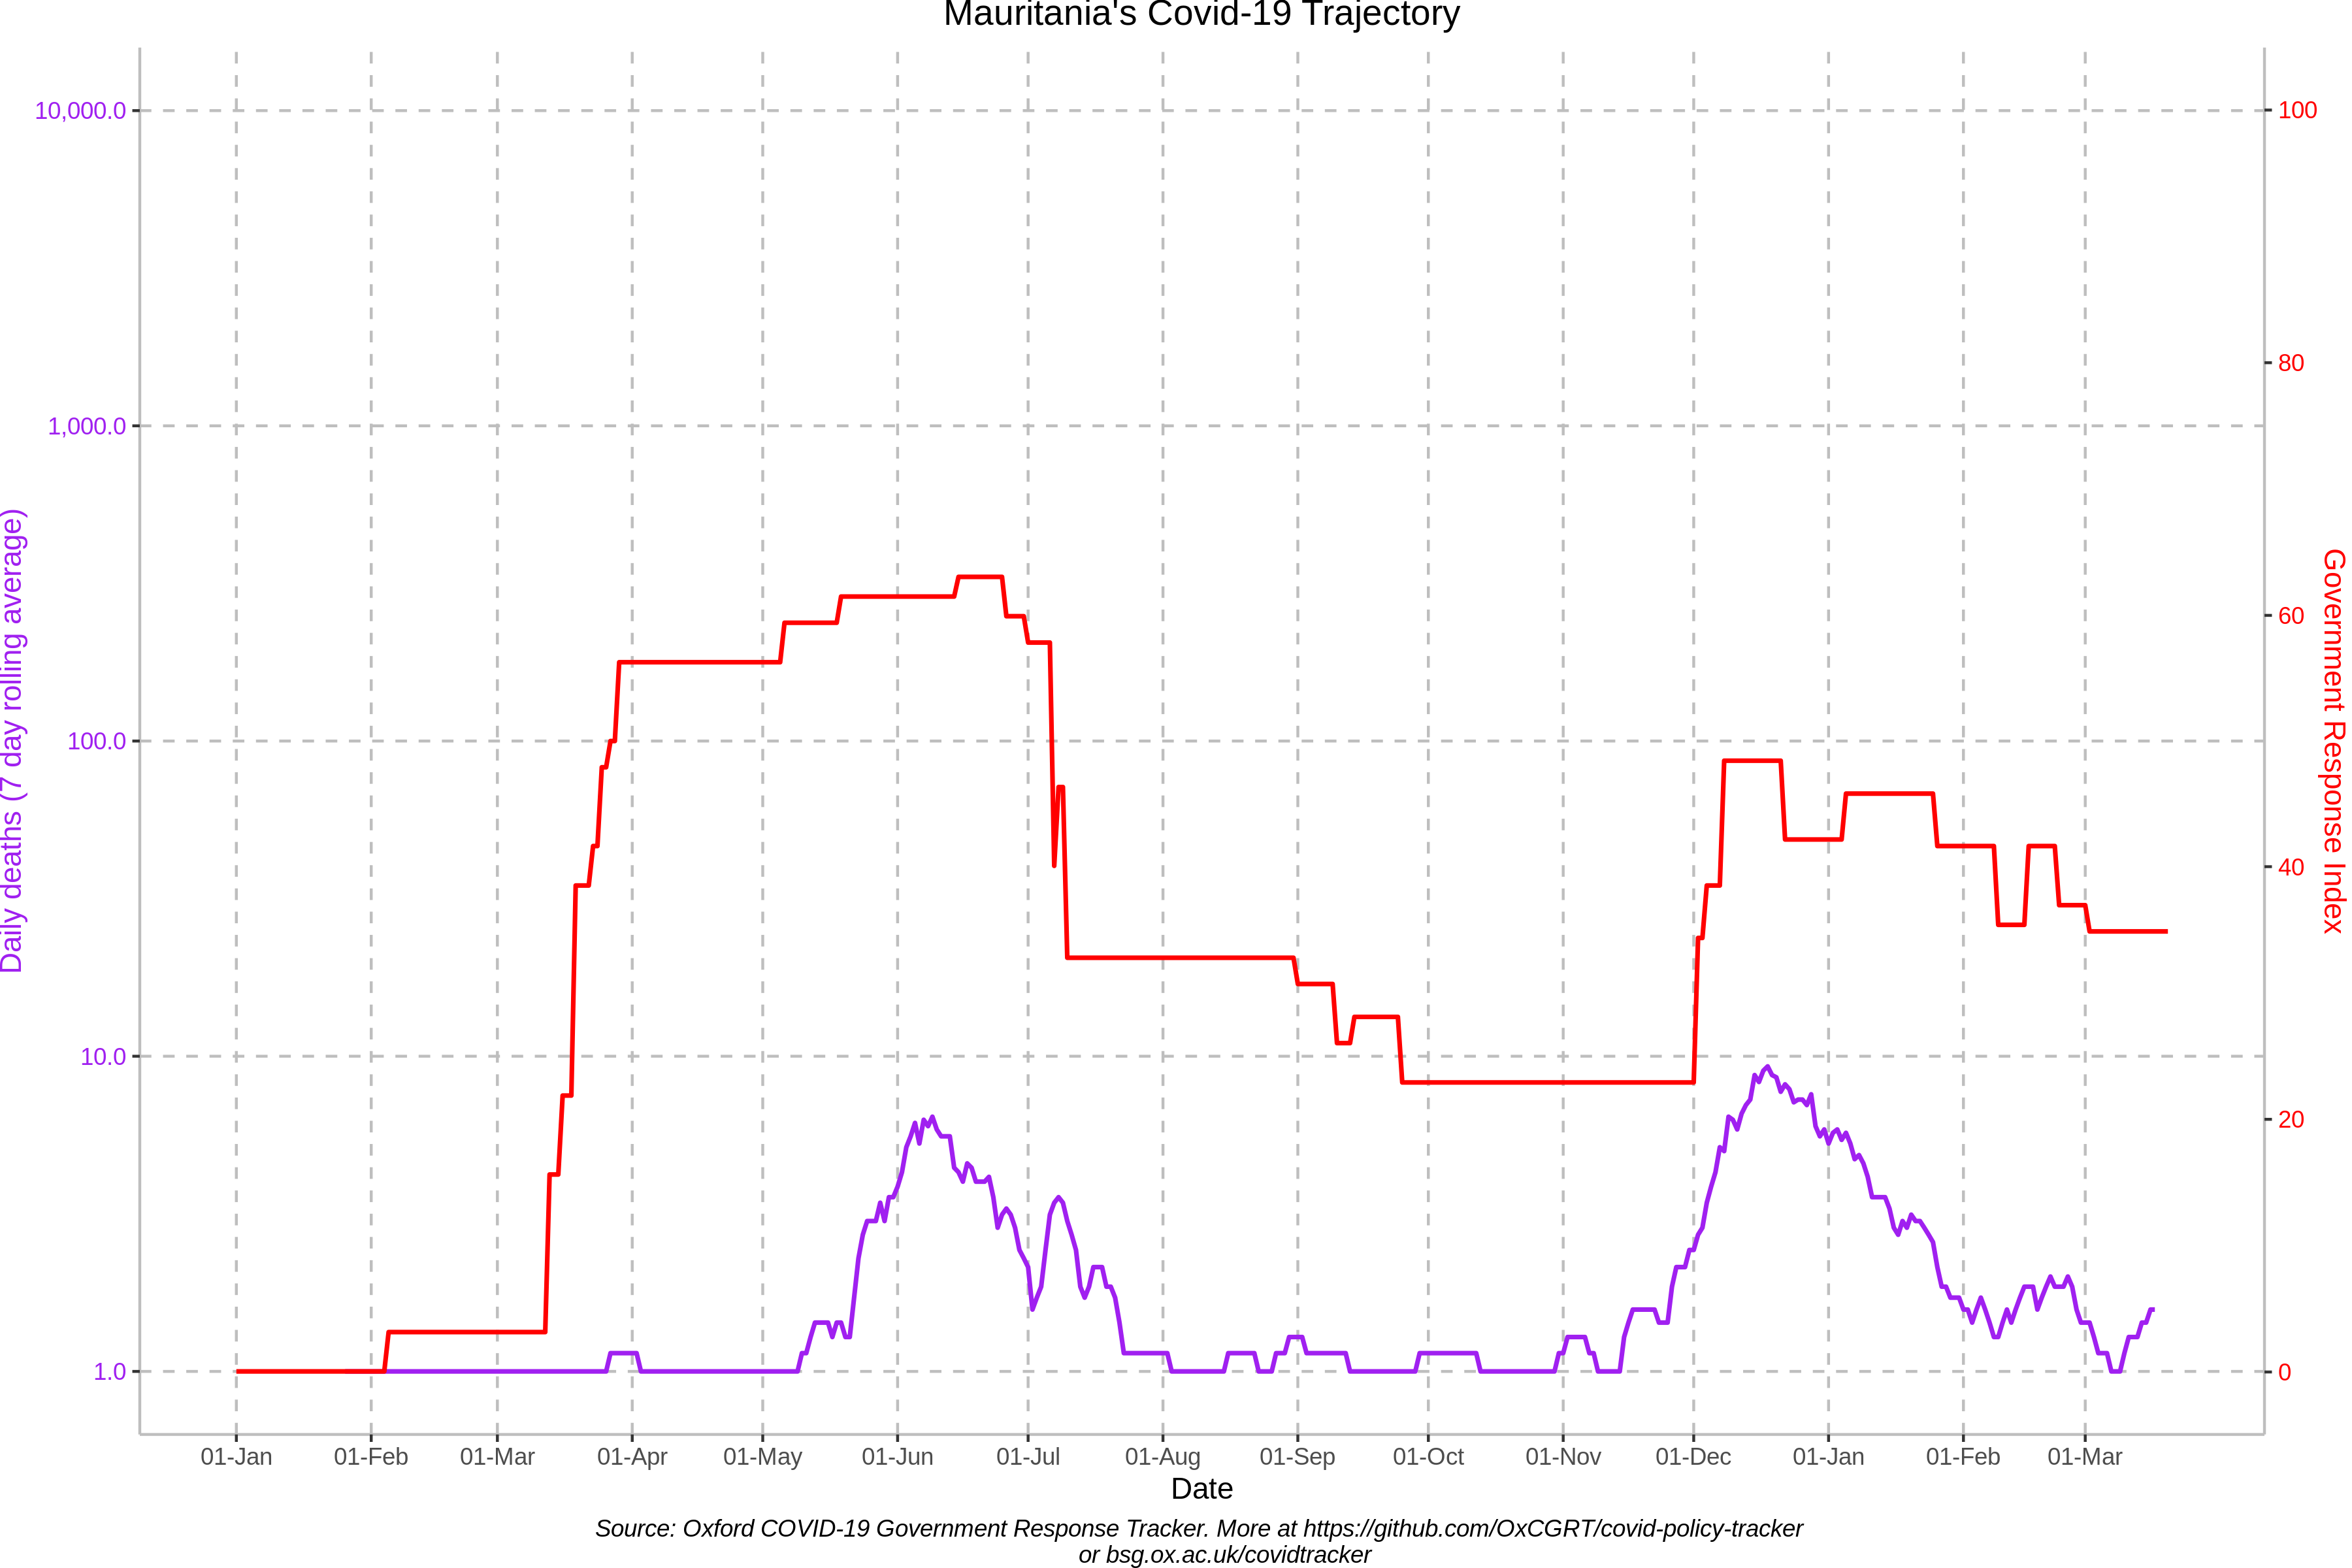 Mauritania's Covid-19 Trajectory
10,000.0
1,000.0
100.0
10.0
1.0
Daily deaths (7 day rolling average)
100
80
60
40
20
0
Government Response Index
01-Jan 01-Feb 01-Mar 01-Apr 01-May 01-Jun 01-Jul 01-Aug 01-Sep 01-Oct 01-Nov 01-Dec 01-Jan 01-Feb 01-Mar
Date
Source: Oxford COVID-19 Government Response Tracker. More at https://github.com/OxCGRT/covid-policy-tracker
or bsg.ox.ac.uk/covidtracker